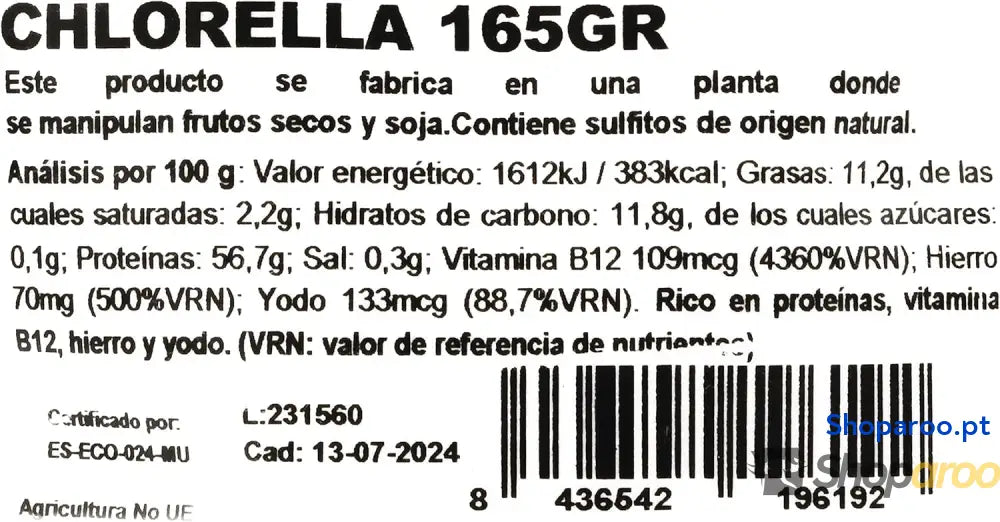 CHLORELLA 165GR
Este producto se fabrica en una planta donde
se manipulan frutos secos y soja.Contiene sulfitos de origen natural.
Análisis por 100 g: Valor energético: 1612kJ / 383kcal; Grasas: 11,2g, de las
cuales saturadas: 2,2g; Hidratos de carbono: 11,8g, de los cuales azúcares:
0,1g; Proteínas: 56,7g; Sal: 0,3g; Vitamina B12 109mcg (4360%VRN); Hierro
70mg (500%VRN); Yodo 133mcg (88,7%VRN). Rico en proteínas, vitamina
B12, hierro y yodo. (VRN: valor de referencia de nutrientes)
Certificado por: L:231560
ES-ECO-024-MU Cad: 13-07-2024
Shoparoo.pt
Shoparoo
8 436542 196192
Agricultura No UE